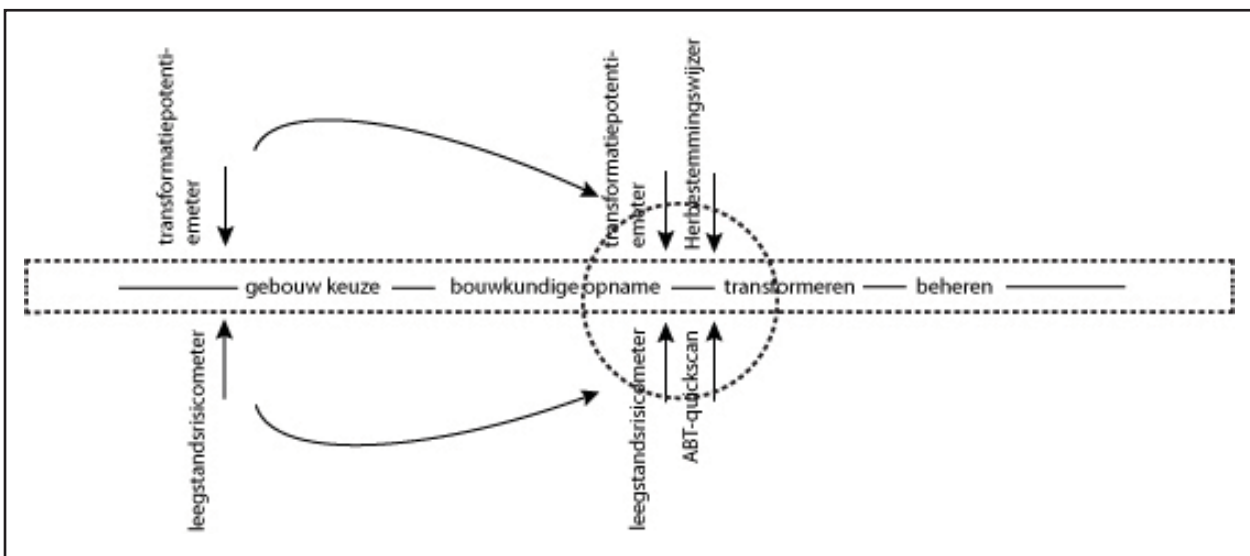 transformatiepotenti-
emeter
transformatiepotenti-
emeter
Herbestemmingswijzer
gebouw keuze
bouwkundige opname
transformeren
beheren
leegstandsrisicometer
leegstandsrisicometer
ABT-quickscan